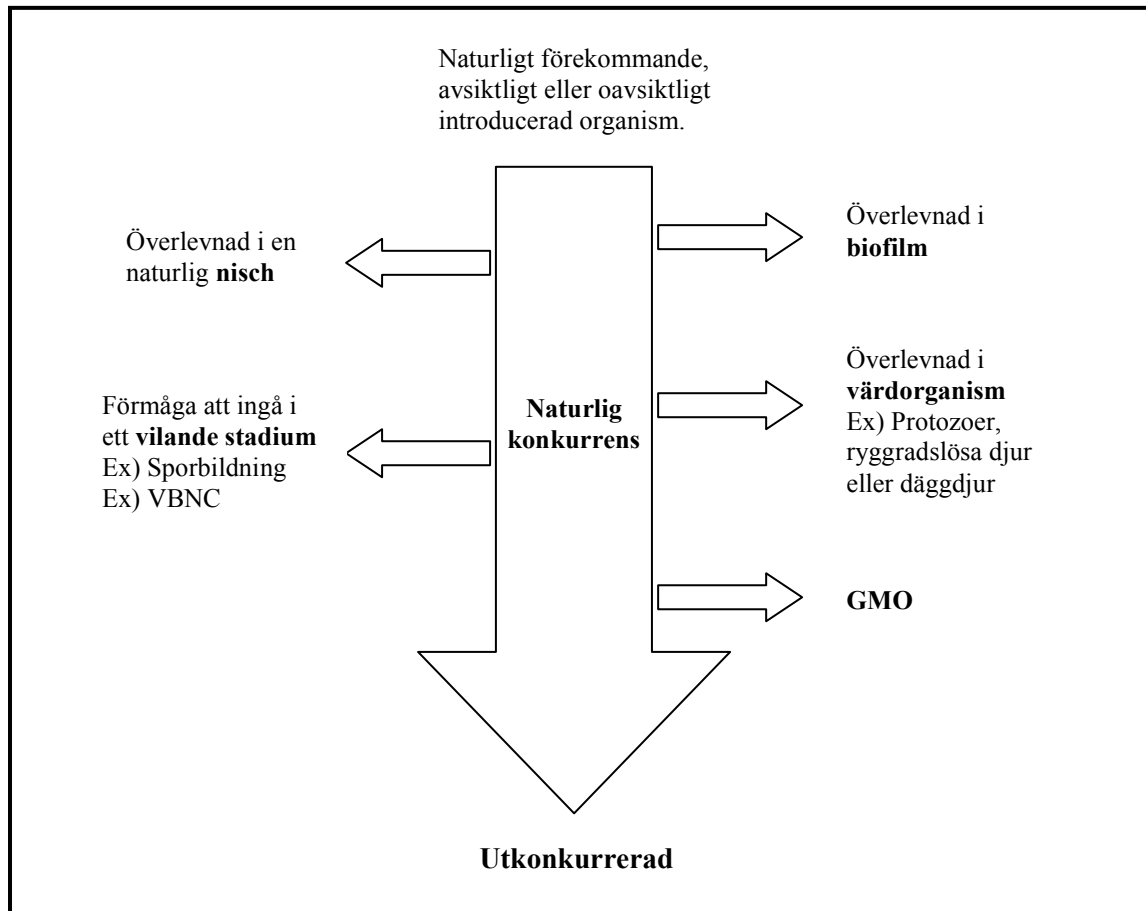 Naturligt förekommande,
avsiktligt eller oavsiktligt
introducerad organism.
Överlevnad i en
naturlig nisch
Förmåga att ingå i
ett vilande stadium
Ex) Sporbildning
Ex) VBNC
Naturlig
konkurrens
Överlevnad i
biofilm
Överlevnad i
värdorganism
Ex) Protozoer,
ryggradslösa djur
eller däggdjur
GMO
Utkonkurrerad